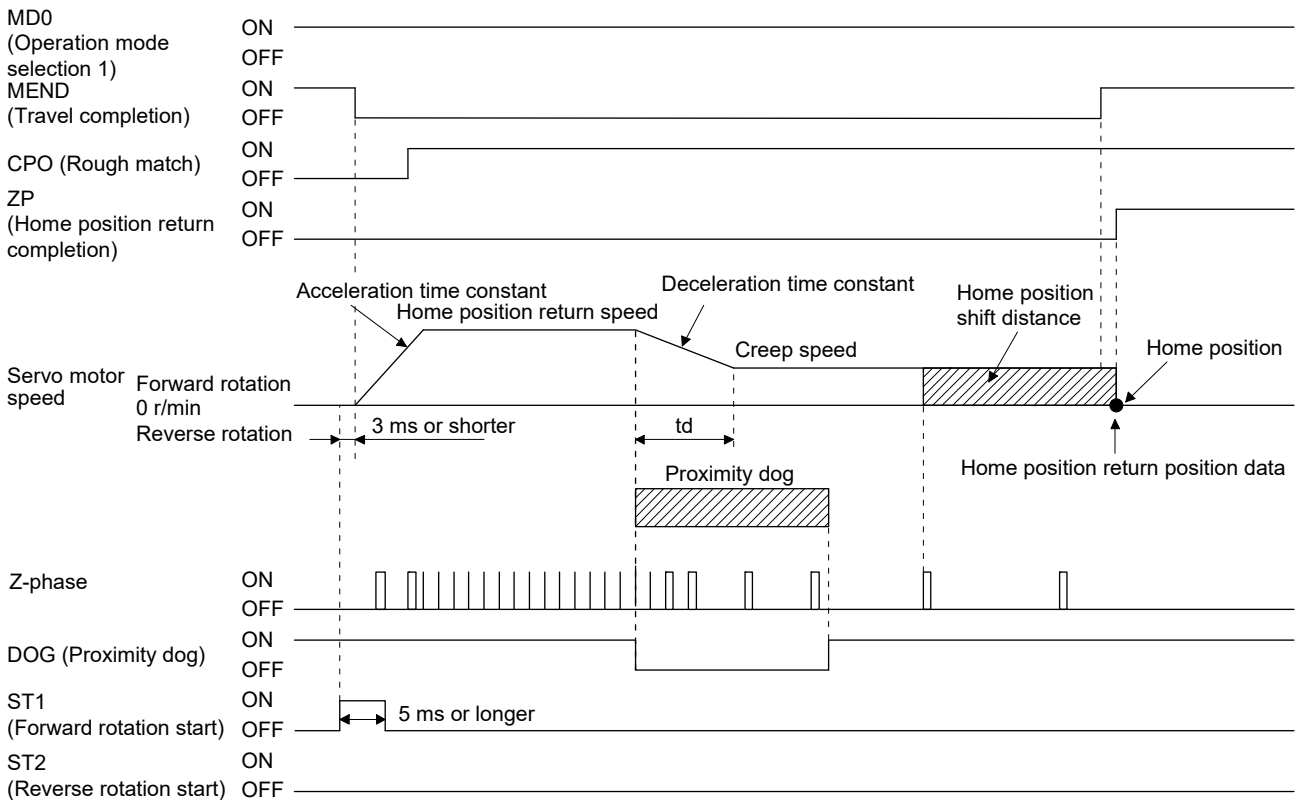 MD0
(Operation mode
selection 1)
ON
OFF
MEND
(Travel completion)
ON
OFF
CPO (Rough match)
ON
OFF
ZP
(Home position return
completion)
ON
OFF
Acceleration time constant
Home position return speed
Deceleration time constant
Home position
shift distance
Creep speed
Home position
Servo motor
speed
Forward rotation
0 r/min
Reverse rotation
3 ms or shorter
td
Home position return position data
Proximity dog
Z-phase
ON
OFF
DOG (Proximity dog)
ON
OFF
ST1
(Forward rotation start)
ON
OFF
5 ms or longer
ST2
(Reverse rotation start)
ON
OFF